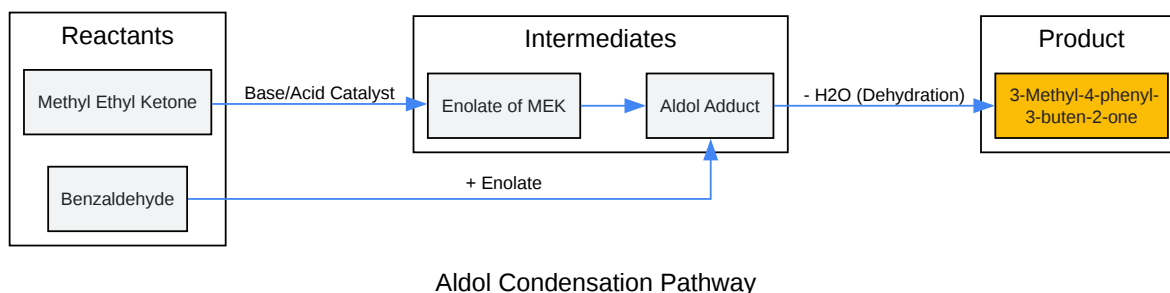 Reactants
Intermediates
Product
Methyl Ethyl Ketone
Base/Acid Catalyst
Enolate of MEK
Aldol Adduct
- H2O (Dehydration)
3-Methyl-4-phenyl-
3-buten-2-one
Benzaldehyde
+ Enolate
Aldol Condensation Pathway